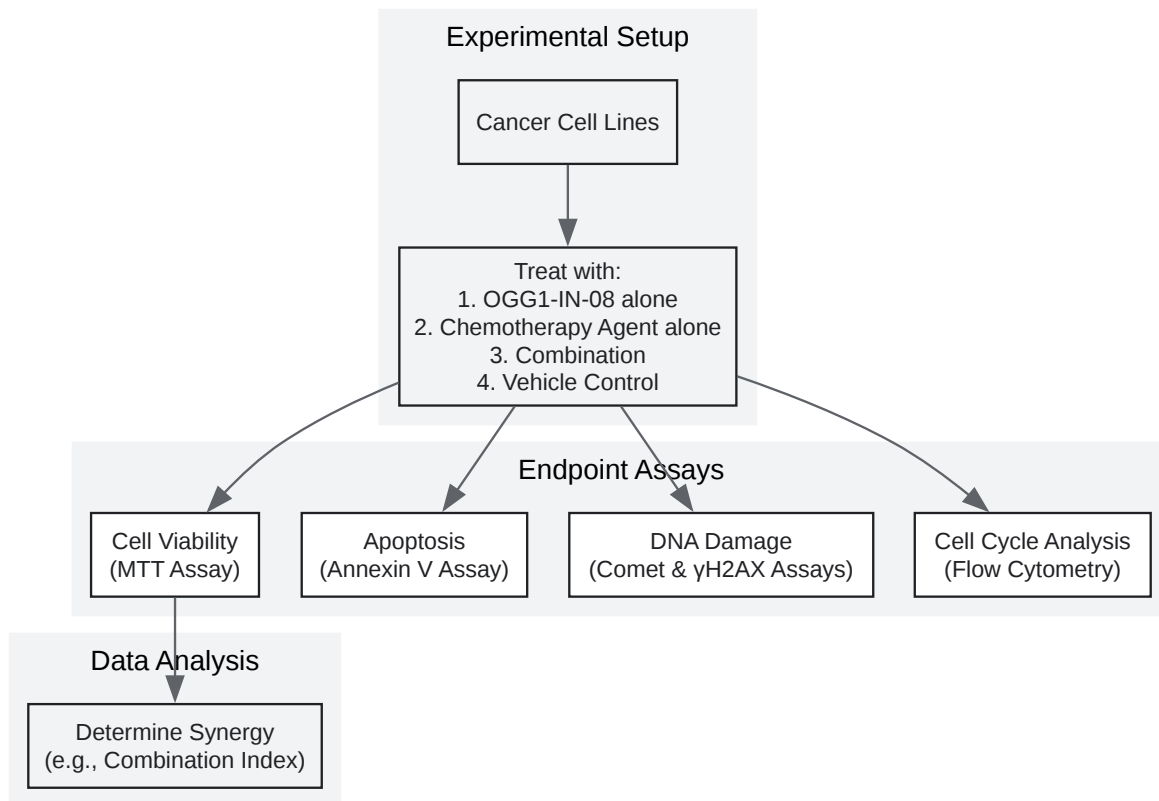 Experimental Setup
Cancer Cell Lines
Treat with:
1. OGG1-IN-08 alone
2. Chemotherapy Agent alone
3. Combination
4. Vehicle Control
Endpoint Assays
Cell Viability
(MTT Assay)
Apoptosis
(Annexin V Assay)
DNA Damage
(Comet & γH2AX Assays)
Cell Cycle Analysis
(Flow Cytometry)
Data Analysis
Determine Synergy
(e.g., Combination Index)